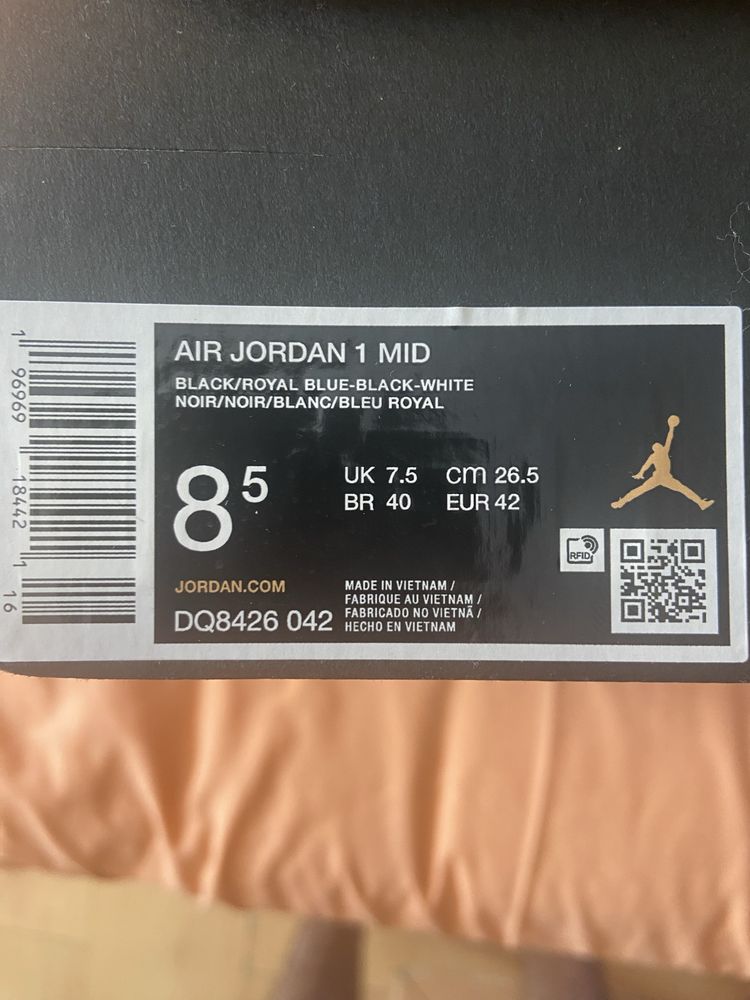 AIR JORDAN 1 MID
BLACK/ROYAL BLUE-BLACK-WHITE
NOIR/NOIR/BLANC/BLEU ROYAL
8 5
UK 7.5 cm 26.5
BR 40 EUR 42
RFID
JORDAN.COM
DQ8426 042
MADE IN VIETNAM /
FABRIQUE AU VIETNAM /
FABRICADO NO VIETNÃ /
HECHO EN VIETNAM
1 96969 18442 1 16